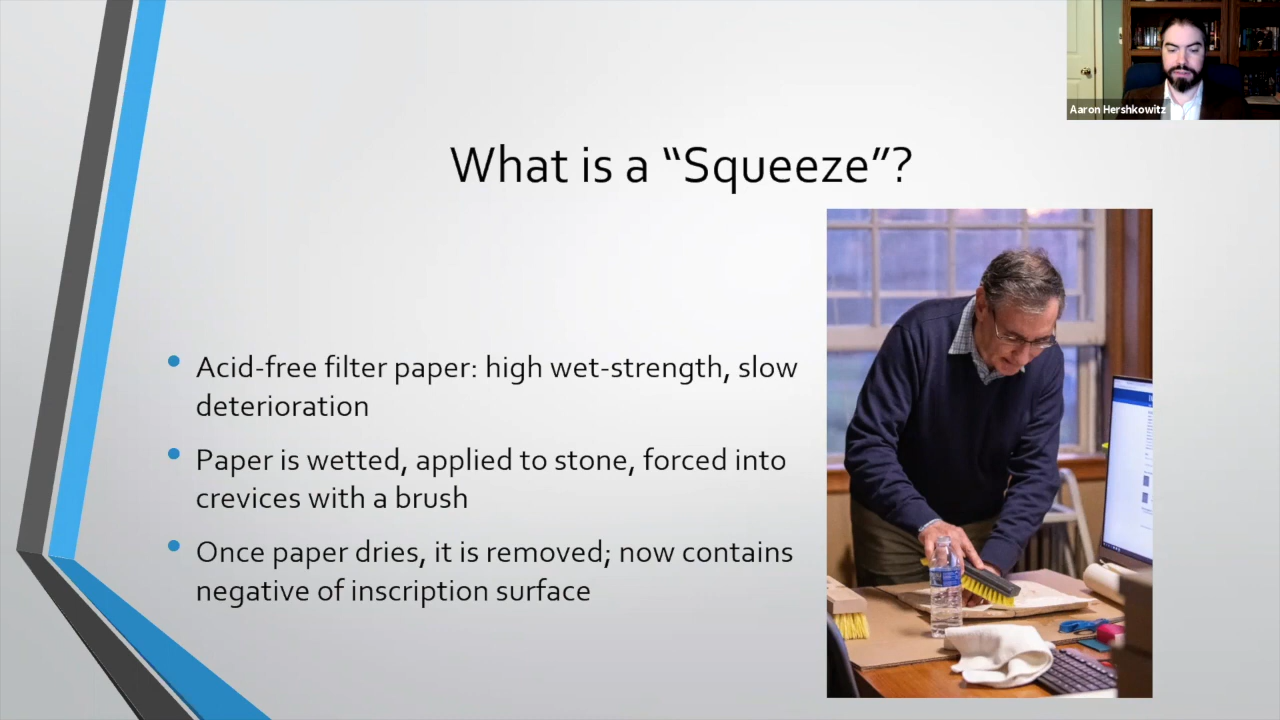 Aaron Hershkowitz
What is a “Squeeze”?
Acid-free filter paper: high wet-strength, slow
deterioration
Paper is wetted, applied to stone, forced into
crevices with a brush
Once paper dries, it is removed; now contains
negative of inscription surface